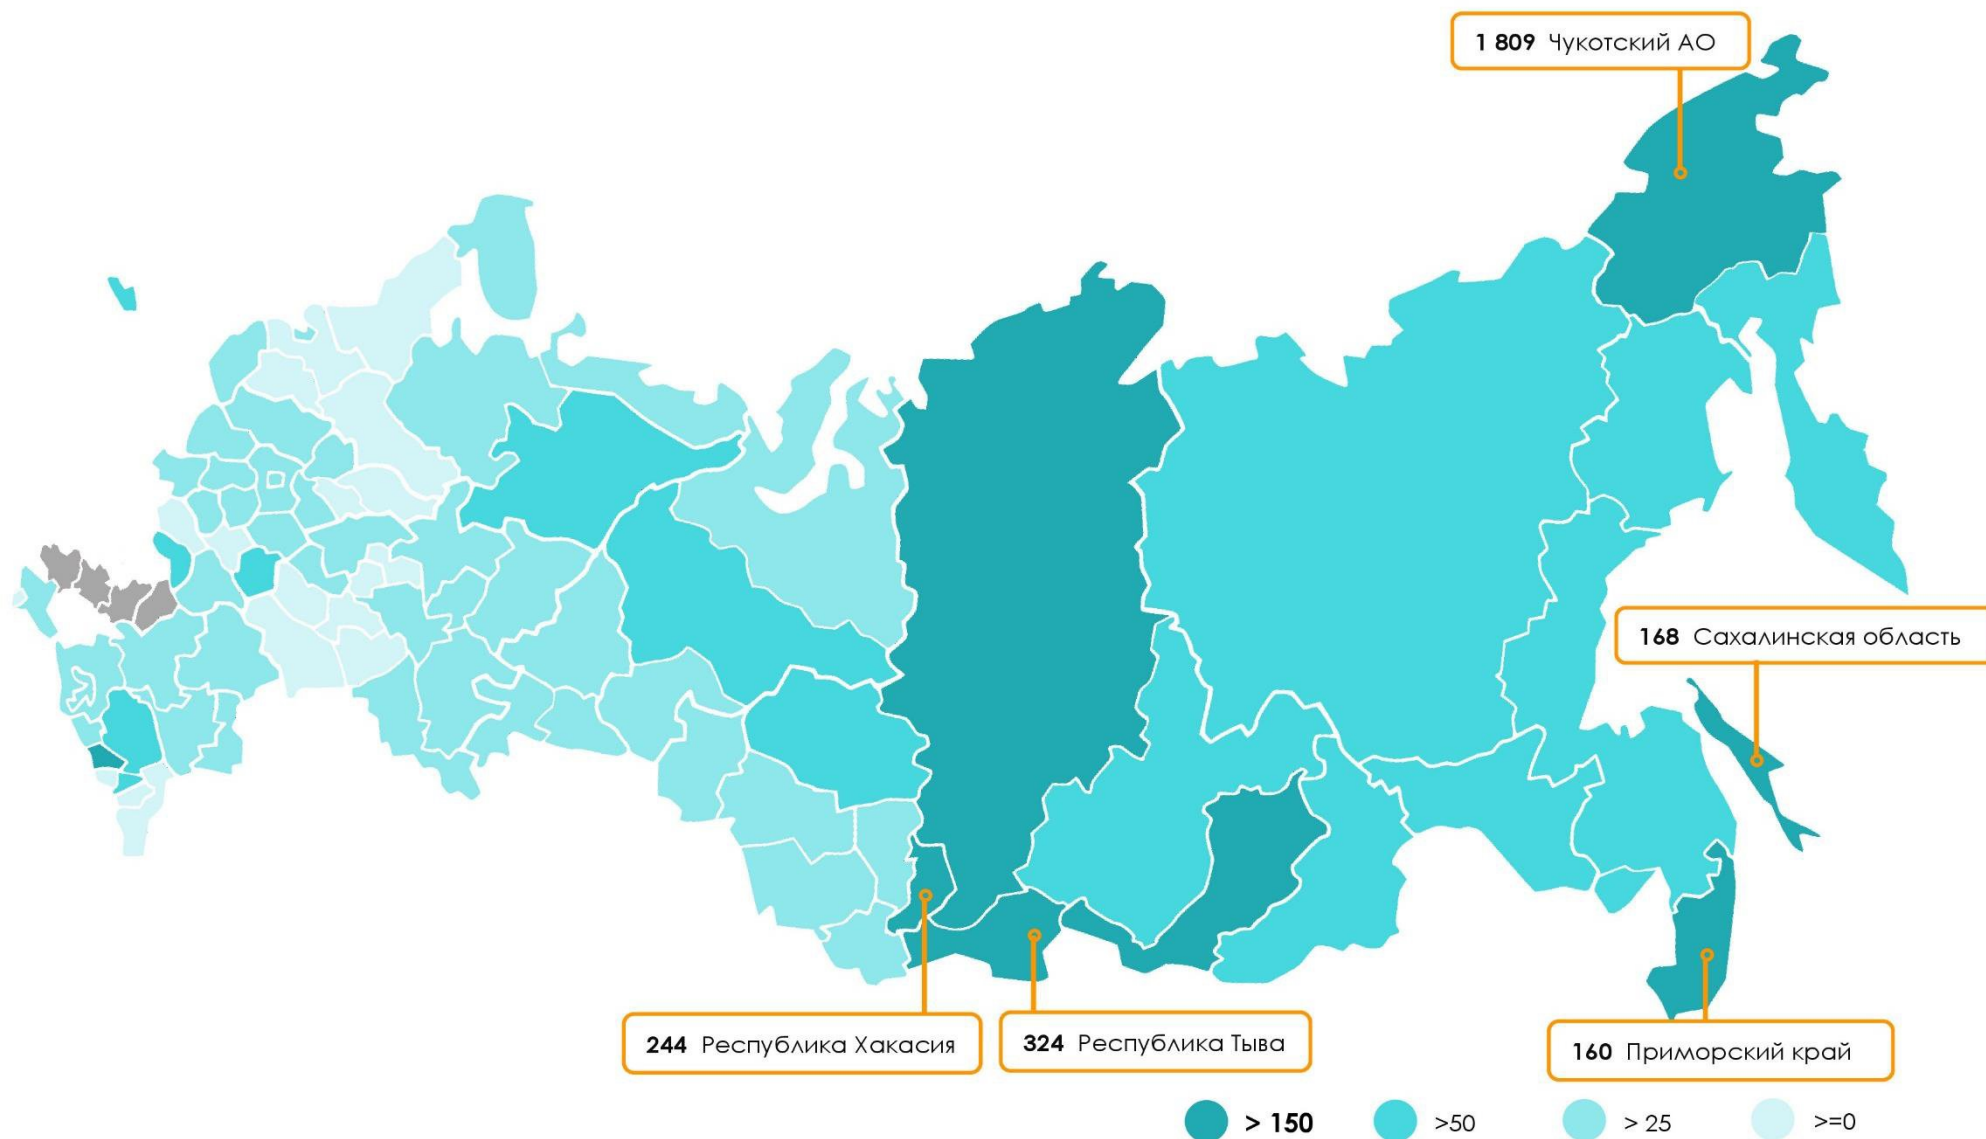 1 809 Чукотский АО
168 Сахалинская область
244 Республика Хакасия
324 Республика Тыва
160 Приморский край
> 150
>50
> 25
>=0